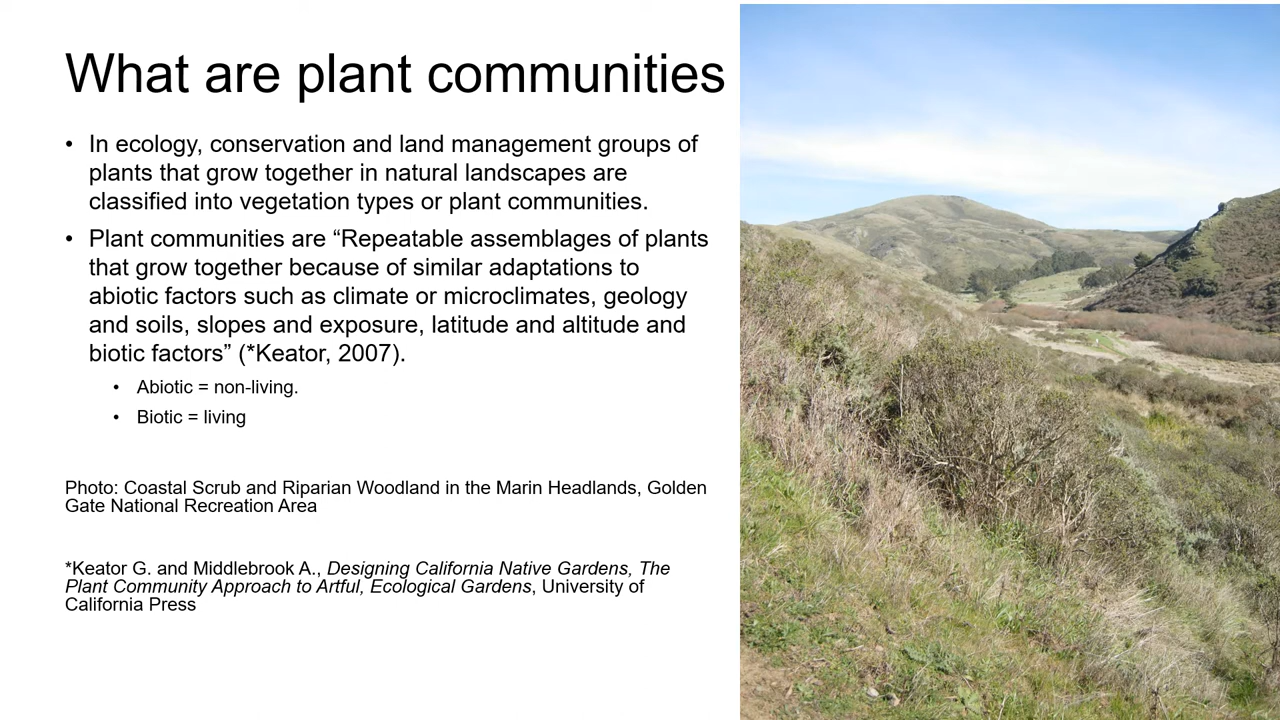 What are plant communities
• In ecology, conservation and land management groups of
plants that grow together in natural landscapes are
classified into vegetation types or plant communities.
• Plant communities are “Repeatable assemblages of plants
that grow together because of similar adaptations to
abiotic factors such as climate or microclimates, geology
and soils, slopes and exposure, latitude and altitude and
biotic factors” (*Keator, 2007).
• Abiotic = non-living.
• Biotic = living
Photo: Coastal Scrub and Riparian Woodland in the Marin Headlands, Golden
Gate National Recreation Area
*Keator G. and Middlebrook A., Designing California Native Gardens, The
Plant Community Approach to Artful, Ecological Gardens, University of
California Press